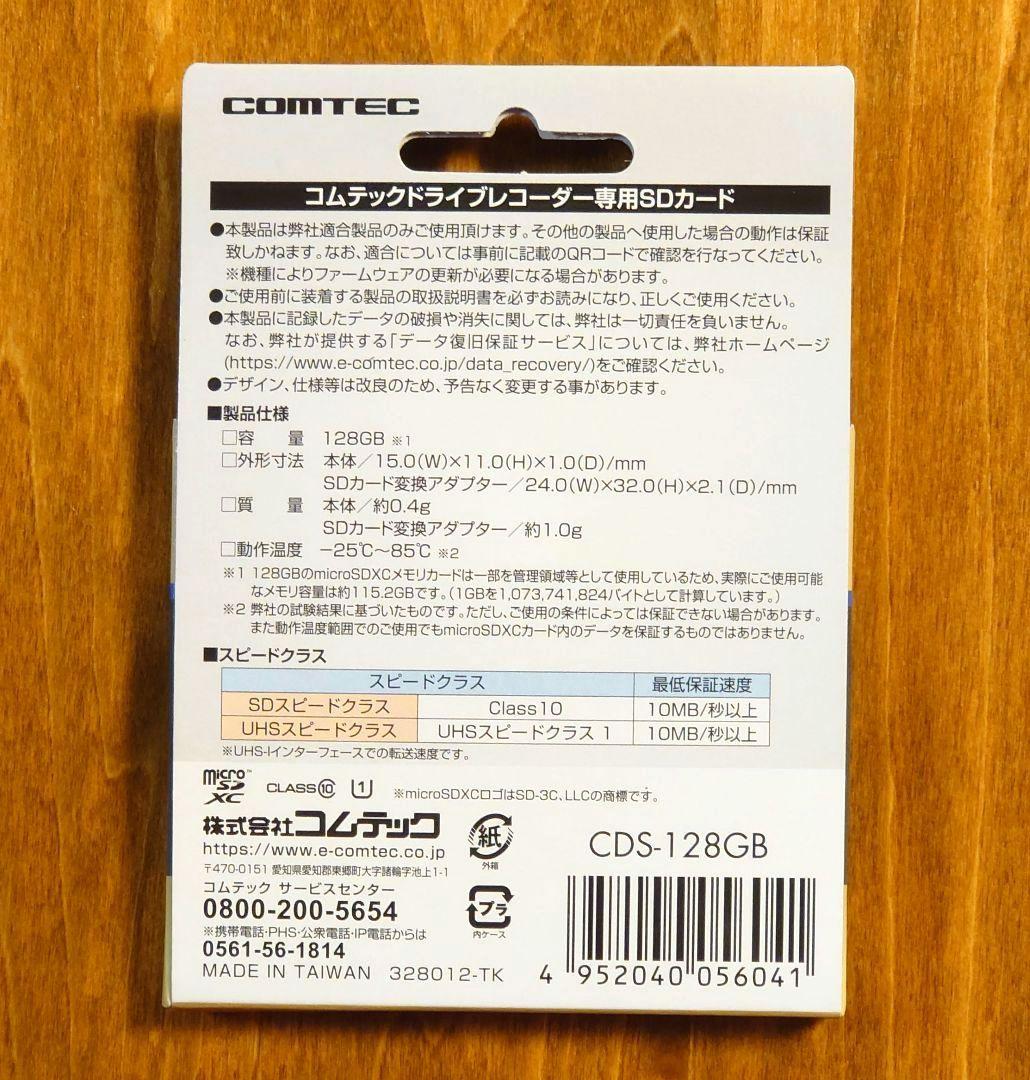 COMTEC
コムテックドライブレコーダー専用SDカード
●本製品は弊社適合製品のみご使用頂けます。その他の製品へ使用した場合の動作は保証
致しかねます。なお、適合については事前に記載のQRコードで確認を行なってください。
※機種によりファームウェアの更新が必要になる場合があります。
●ご使用前に装着する製品の取扱説明書を必ずお読みになり、正しくご使用ください。
●本製品に記録したデータの破損や消失に関しては、弊社は一切責任を負いません。
なお、弊社が提供する「データ復旧保証サービス」については、弊社ホームページ
(https://www.e-comtec.co.jp/data_recovery/)をご確認ください。
●デザイン、仕様等は改良のため、予告なく変更する事があります。
■製品仕様
□容 量 128GB ※1
□外形寸法 本体／15.0(W)×11.0(H)×1.0(D)/mm
SDカード変換アダプター／24.0(W)×32.0(H)×2.1(D)/mm
□質 量 本体／約0.4g
SDカード変換アダプター／約1.0g
□動作温度 −25℃〜85℃ ※2
※1 128GBのmicroSDXCメモリカードは一部を管理領域等として使用しているため、実際にご使用可能
なメモリ容量は約115.2GBです。(1GBを1,073,741,824バイトとして計算しています。)
※2 弊社の試験結果に基づいたものです。ただし、ご使用の条件によっては保証できない場合があります。
また動作温度範囲でのご使用でもmicroSDXCカード内のデータを保証するものではありません。
■スピードクラス
スピードクラス 最低保証速度
SDスピードクラス Class10 10MB/秒以上
UHSスピードクラス UHSスピードクラス 1 10MB/秒以上
※UHS-Iインターフェースでの転送速度です。
micro SD XC™ CLASS⑩ 1 ※microSDXCロゴはSD-3C、LLCの商標です。
株式会社コムテック
https://www.e-comtec.co.jp
〒470-0151 愛知県愛知郡東郷町大字諸輪字池上1-1
コムテック サービスセンター
0800-200-5654
※携帯電話・PHS・公衆電話・IP電話からは
0561-56-1814
MADE IN TAIWAN 328012-TK
紙
外箱
プラ
内ケース
CDS-128GB
4 952040 056041